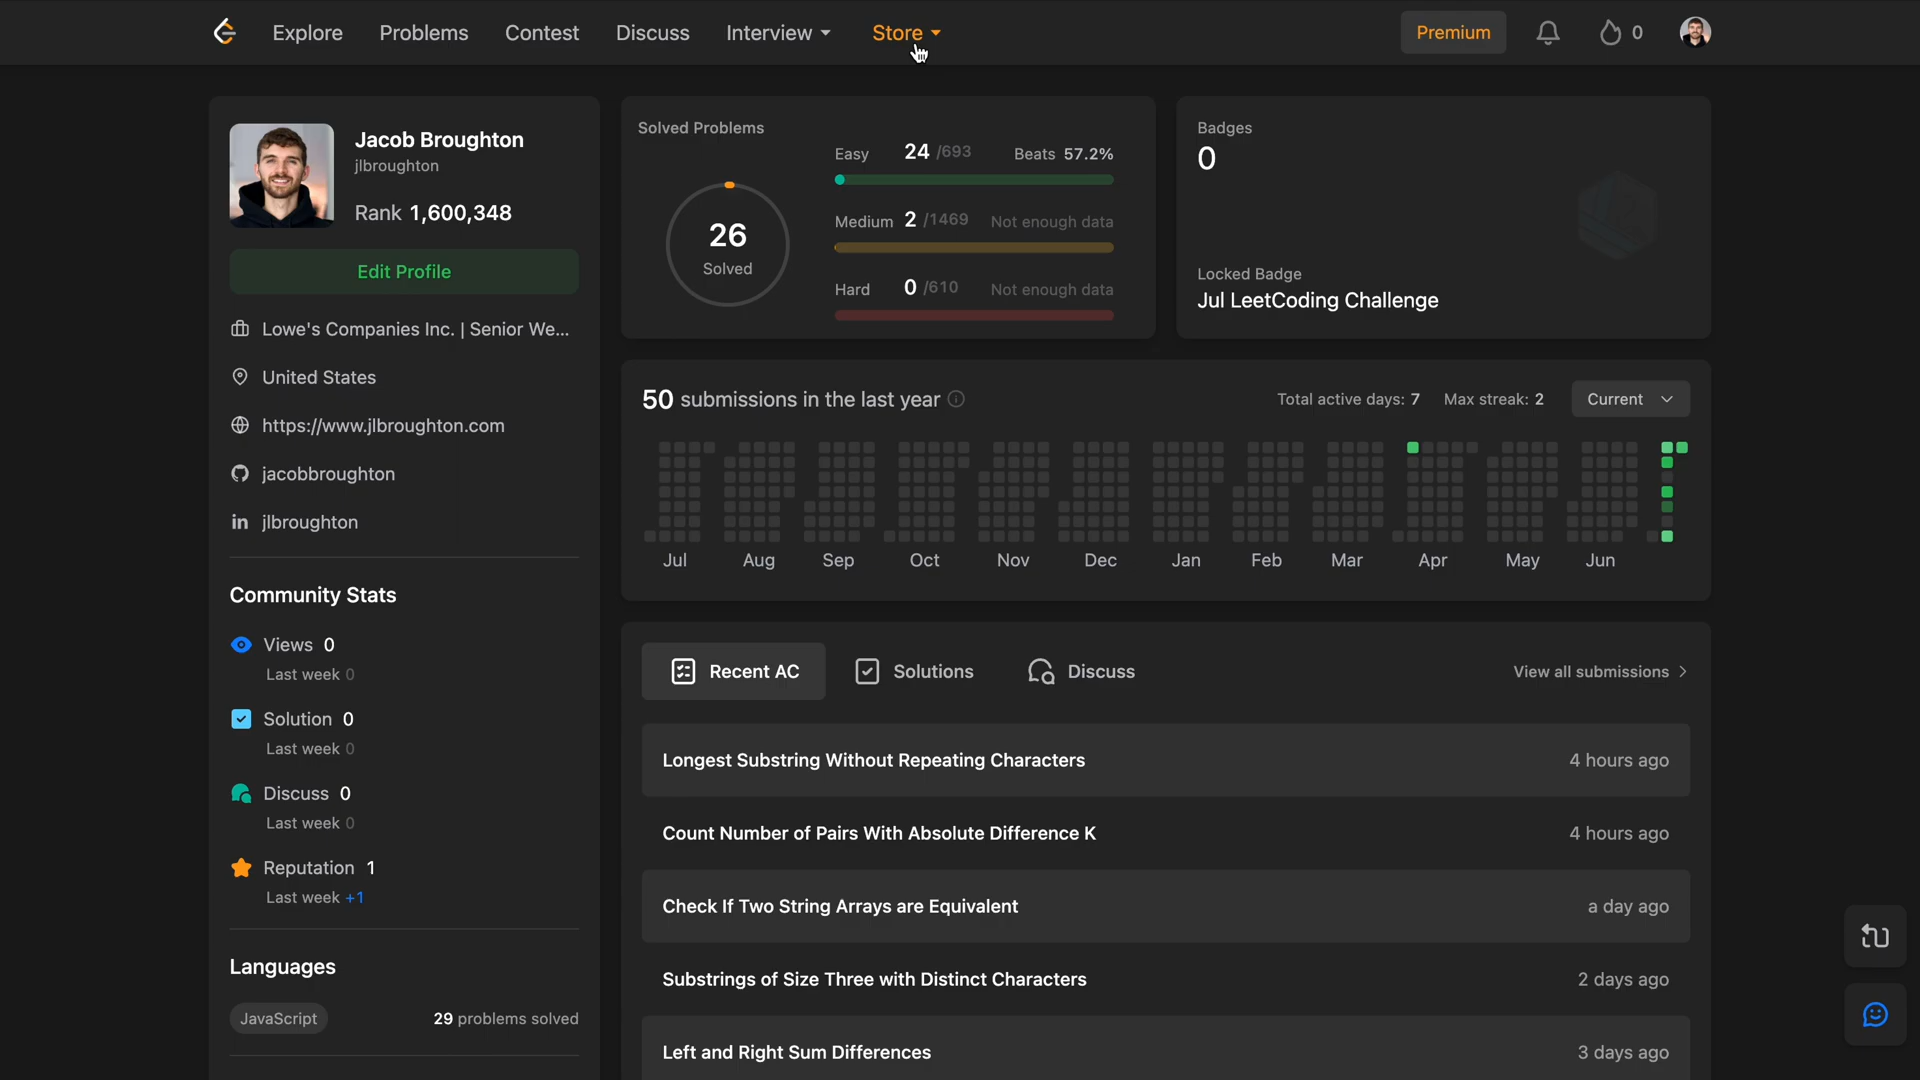 Explore Problems Contest Discuss Interview Store Premium 0
Jacob Broughton
jlbroughton
Rank 1,600,348
Edit Profile
Lowe's Companies Inc. | Senior We...
United States
https://www.jlbroughton.com
jacobbroughton
in jlbroughton
Community Stats
Views 0
Last week 0
Solution 0
Last week 0
Discuss 0
Last week 0
Reputation 1
Last week +1
Languages
JavaScript 29 problems solved
Solved Problems
26
Solved
Easy 24 /693 Beats 57.2%
Medium 2 /1469 Not enough data
Hard 0 /610 Not enough data
Badges
0
Locked Badge
Jul LeetCoding Challenge
50 submissions in the last year Total active days: 7 Max streak: 2 Current
Jul Aug Sep Oct Nov Dec Jan Feb Mar Apr May Jun
Recent AC Solutions Discuss View all submissions >
Longest Substring Without Repeating Characters 4 hours ago
Count Number of Pairs With Absolute Difference K 4 hours ago
Check If Two String Arrays are Equivalent a day ago
Substrings of Size Three with Distinct Characters 2 days ago
Left and Right Sum Differences 3 days ago